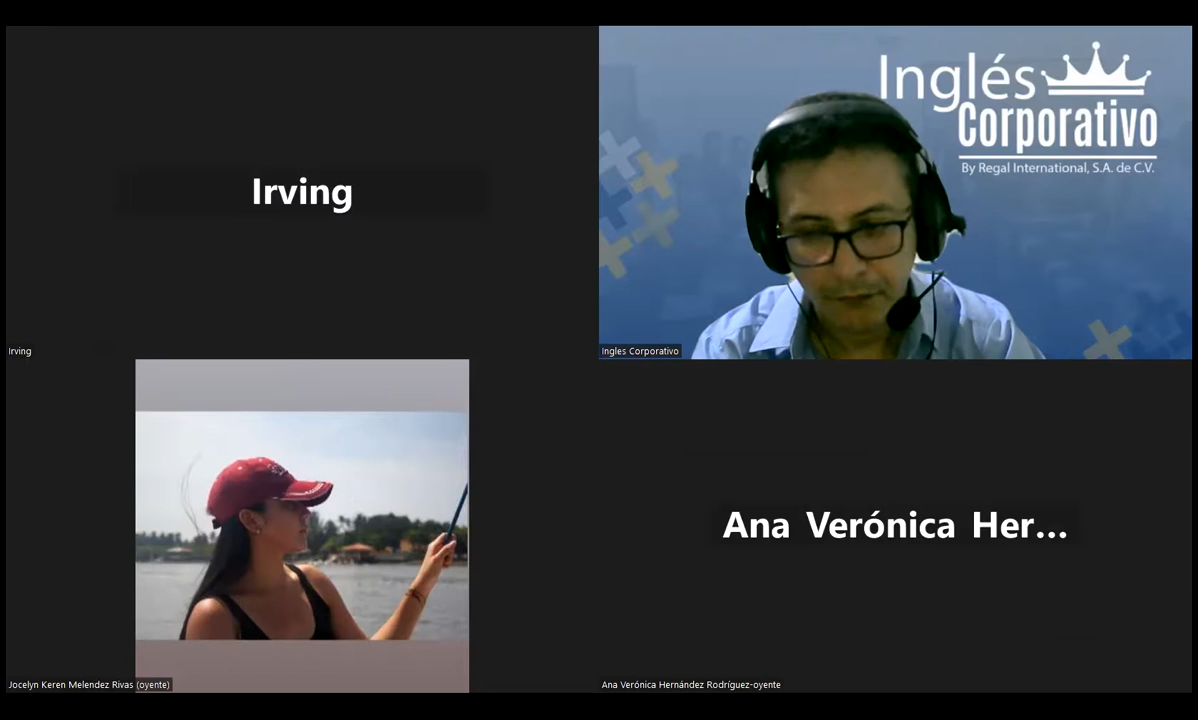 Irving
Irving
Inglés
Corporativo
By Regal International, S.A. de C.V.
Ingles Corporativo
Jocelyn Keren Melendez Rivas (oyente)
Ana Verónica Her...
Ana Verónica Hernández Rodríguez-oyente